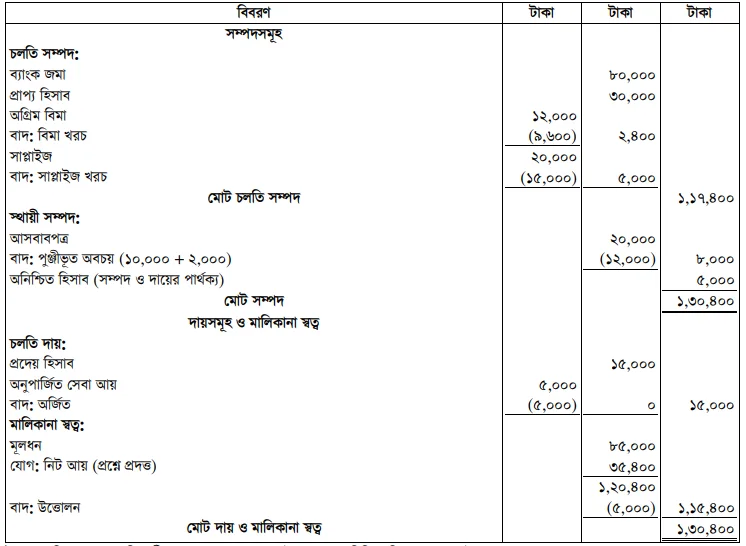 বিবরণ টাকা টাকা টাকা
সম্পদসমূহ
চলতি সম্পদ:
ব্যাংক জমা ৮০,০০০
প্রাপ্য হিসাব ৩০,০০০
অগ্রিম বিমা ১২,০০০
বাদ: বিমা খরচ (৯,৬০০) ২,৪০০
সাপ্লাইজ ২০,০০০
বাদ: সাপ্লাইজ খরচ (১৫,০০০) ৫,০০০
মোট চলতি সম্পদ ১,১৭,৪০০
স্থায়ী সম্পদ:
আসবাবপত্র ২০,০০০
বাদ: পুঞ্জীভূত অবচয় (১০,০০০ + ২,০০০) (১২,০০০) ৮,০০০
অনিশ্চিত হিসাব (সম্পদ ও দায়ের পার্থক্য) ৫,০০০
মোট সম্পদ ১,৩০,৪০০
দায়সমূহ ও মালিকানা স্বত্ব
চলতি দায়:
প্রদেয় হিসাব ১৫,০০০
অনুপার্জিত সেবা আয় ৫,০০০
বাদ: অর্জিত (৫,০০০) ০ ১৫,০০০
মালিকানা স্বত্ব:
মূলধন ৮৫,০০০
যোগ: নিট আয় (প্রশ্নে প্রদত্ত) ৩৫,৪০০
১,২০,৪০০
বাদ: উত্তোলন (৫,০০০) ১,১৫,৪০০
মোট দায় ও মালিকানা স্বত্ব ১,৩০,৪০০